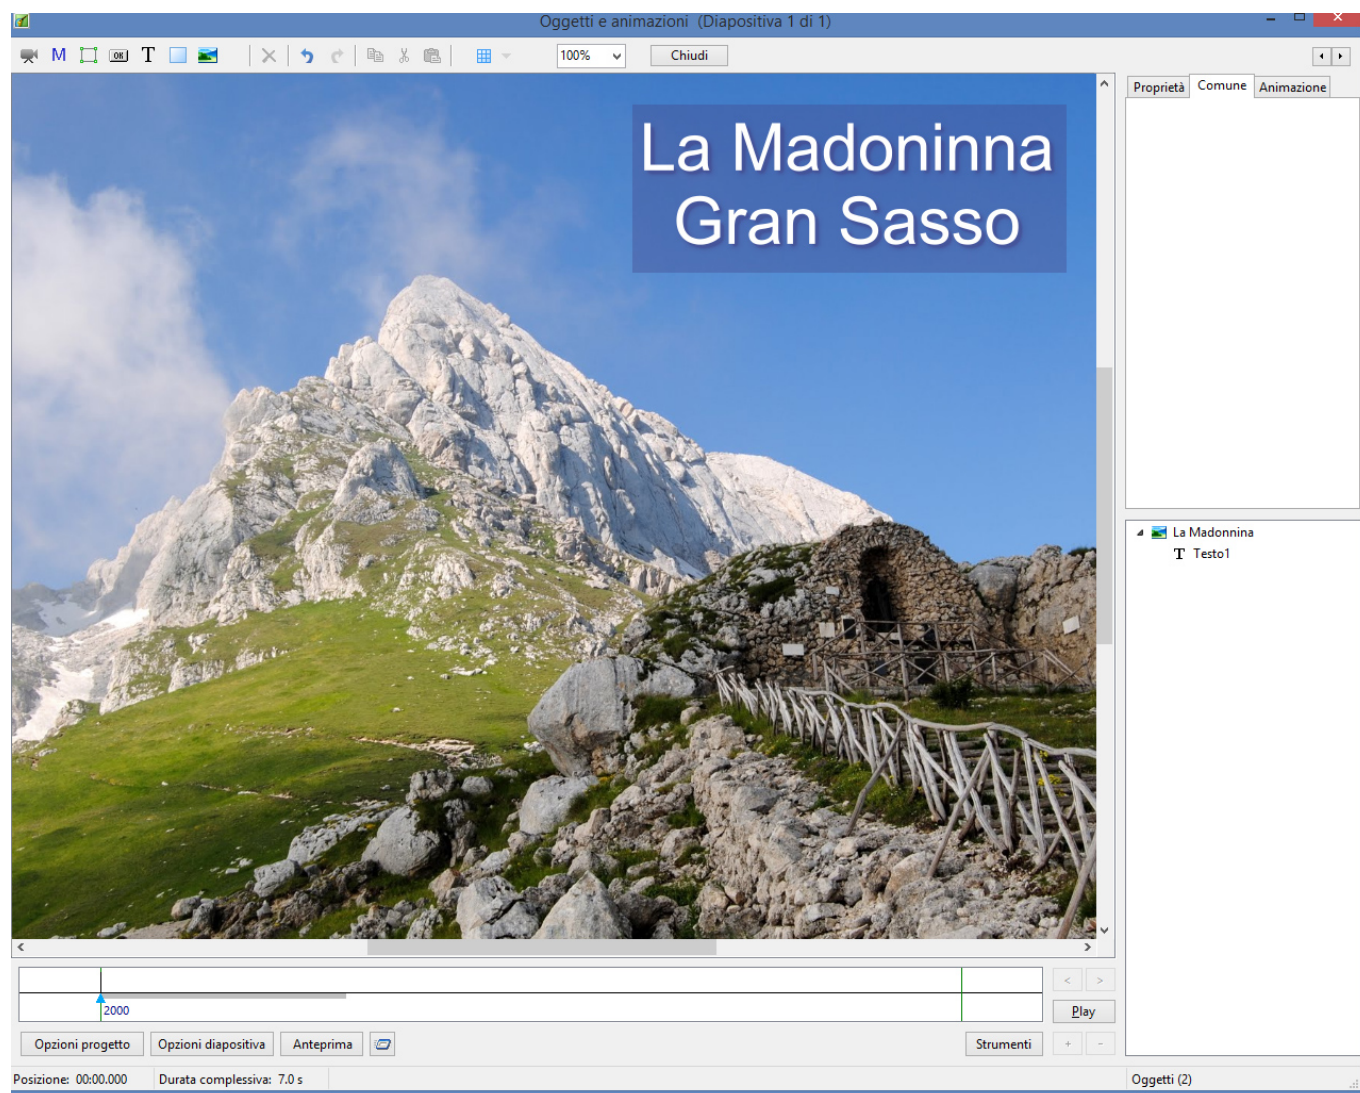 Oggetti e animazioni (Diapositiva 1 di 1)
M OK T 100% Chiudi
Proprietà Comune Animazione
La Madoninna
Gran Sasso
La Madonnina
T Testo1
2000
< >
Play
Opzioni progetto Opzioni diapositiva Anteprima Strumenti + -
Posizione: 00:00.000 Durata complessiva: 7.0 s Oggetti (2)